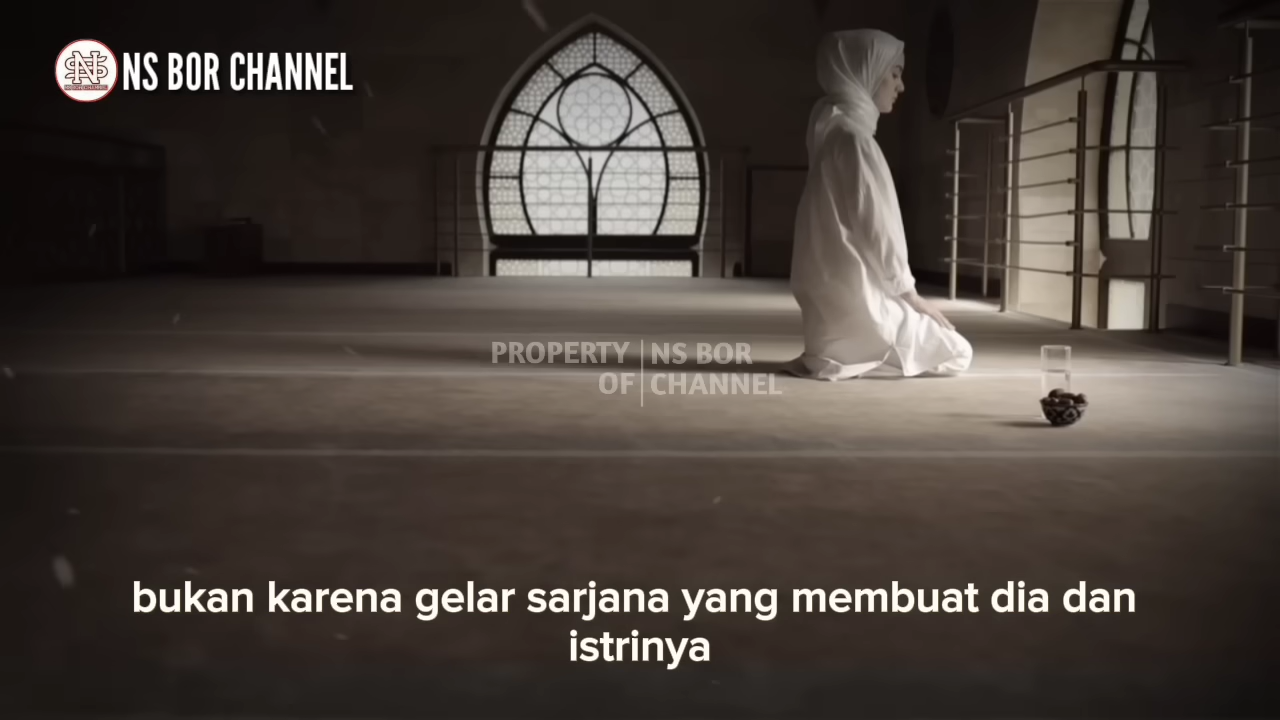 NS BOR CHANNEL
PROPERTY OF NS BOR CHANNEL
bukan karena gelar sarjana yang membuat dia dan
istrinya